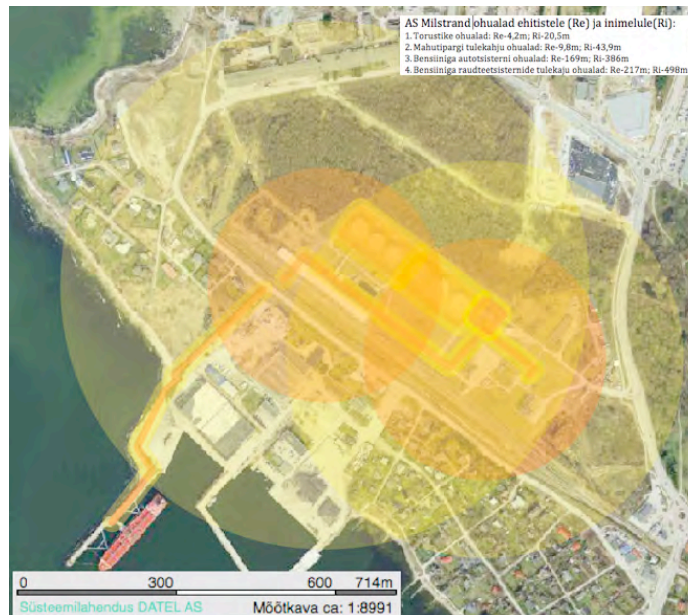 AS Milstrand ohualad ehitistele (Re) ja inimelule(Ri):
1. Torustike ohualad: Re-4,2m; Ri-20,5m
2. Mahutipargi tulekahju ohualad: Re-9,8m; Ri-43,9m
3. Bensiiniga autotsisterni ohualad: Re-169m; Ri-386m
4. Bensiiniga raudteetsisternide tulekaju ohualad: Re-217m; Ri-498m
0 300 600 714m
Süsteemilahendus DATEL AS Mõõtkava ca: 1:8991